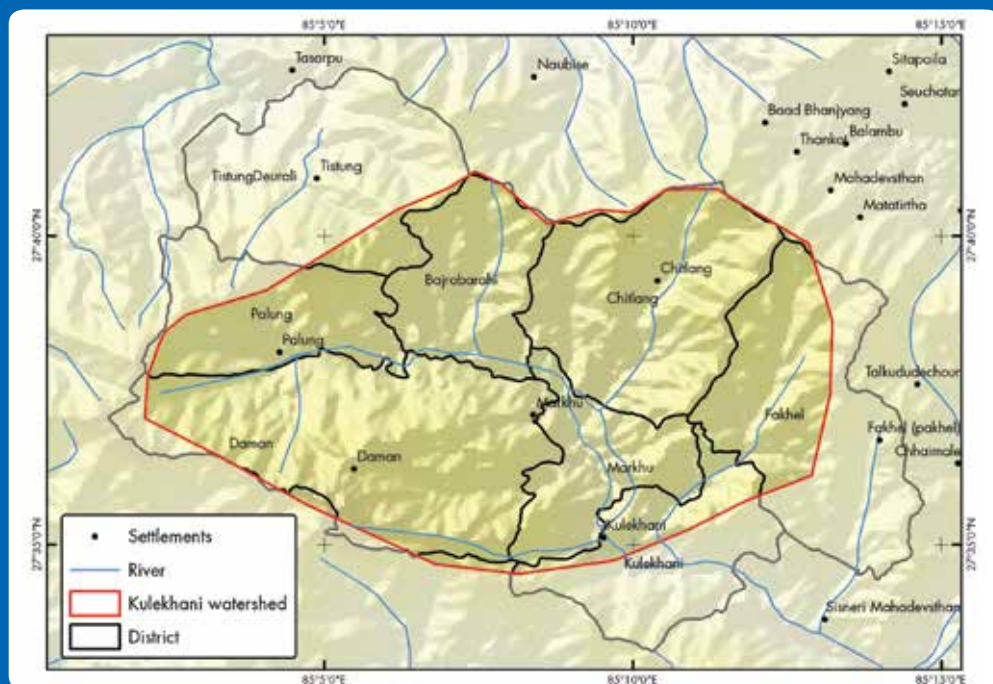 85°5'0"E
85°10'0"E
85°15'0"E
Tasarpu
Naubise
Sitapaila
Seuchatar
Baad Bhanjyang
Balambu
Thankot
TistungDeurali
Tistung
Mahadevsthan
Matatirtha
27°40'0"N
27°40'0"N
Bajrabarahi
Chitlang
Chitlang
Palung
Palung
Talkududechour
Markhu
Fakhel
Fakhel (pakhel)
Daman
Daman
Chhaimale
Markhu
Kulekhani
Kulekhani
27°35'0"N
27°35'0"N
Sisneri Mahadevsthan
Settlements
River
Kulekhani watershed
District
85°5'0"E
85°10'0"E
85°15'0"E